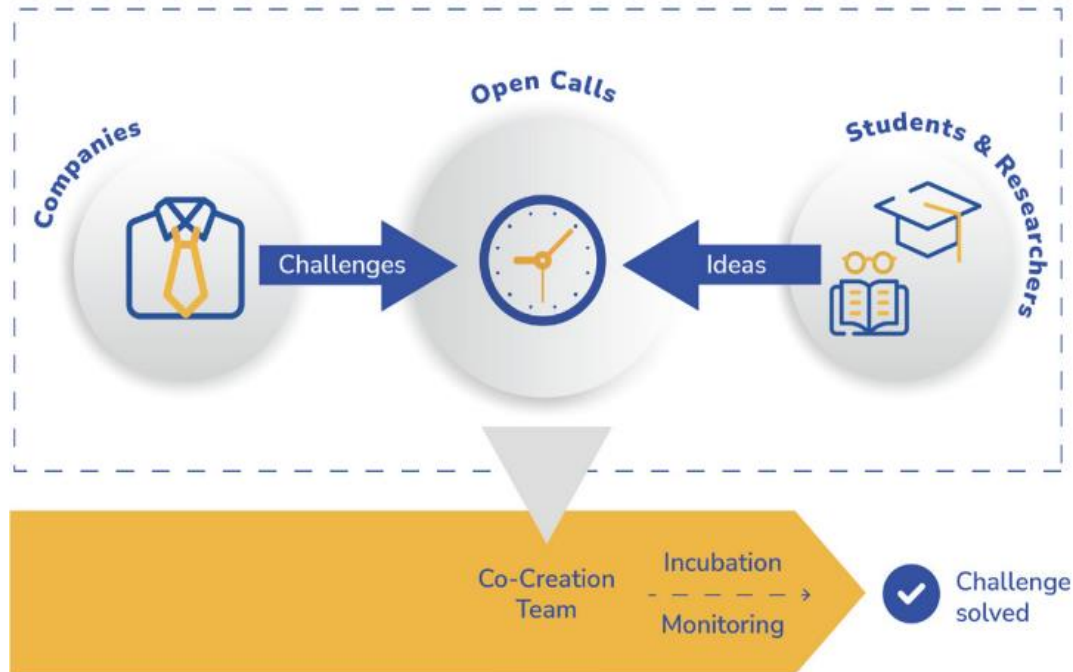 Open Calls
Companies
Students & Researchers
Challenges
Ideas
Co-Creation
Team
Incubation
Monitoring
Challenge
solved